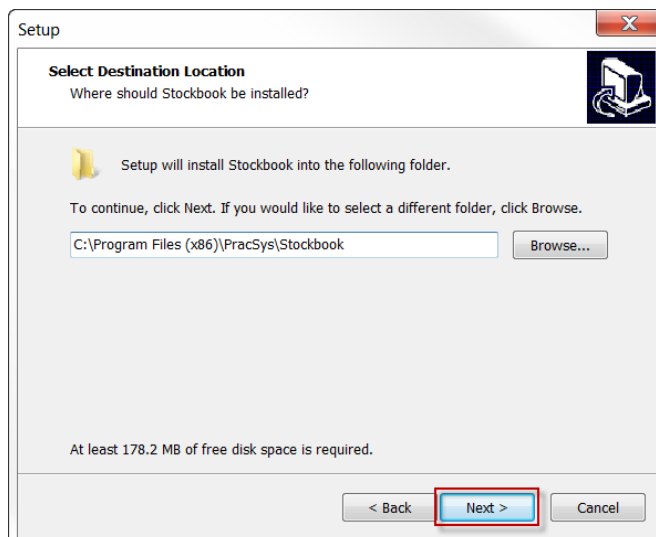 Setup
Select Destination Location
Where should Stockbook be installed?
Setup will install Stockbook into the following folder.
To continue, click Next. If you would like to select a different folder, click Browse.
C:\Program Files (x86)\PracSys\Stockbook
Browse...
At least 178.2 MB of free disk space is required.
< Back
Next >
Cancel